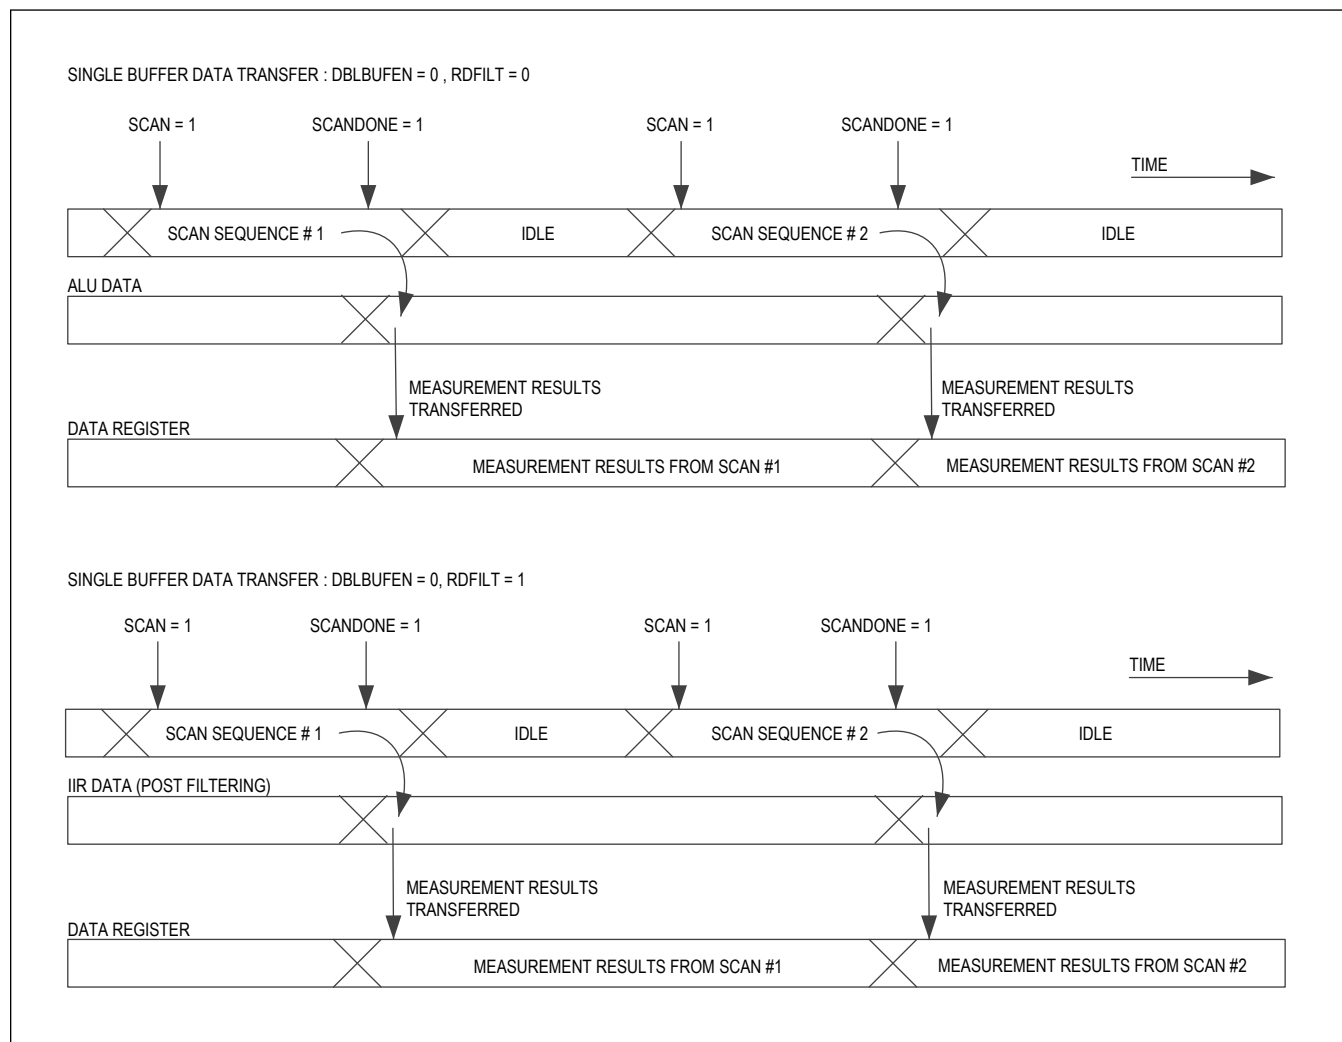 SINGLE BUFFER DATA TRANSFER : DBLBUFEN = 0 , RDFILT = 0
SCAN = 1
SCANDONE = 1
SCAN = 1
SCANDONE = 1
TIME
SCAN SEQUENCE # 1
IDLE
SCAN SEQUENCE # 2
IDLE
ALU DATA
MEASUREMENT RESULTS
TRANSFERRED
MEASUREMENT RESULTS
TRANSFERRED
DATA REGISTER
MEASUREMENT RESULTS FROM SCAN #1
MEASUREMENT RESULTS FROM SCAN #2
SINGLE BUFFER DATA TRANSFER : DBLBUFEN = 0, RDFILT = 1
SCAN = 1
SCANDONE = 1
SCAN = 1
SCANDONE = 1
TIME
SCAN SEQUENCE # 1
IDLE
SCAN SEQUENCE # 2
IDLE
IIR DATA (POST FILTERING)
MEASUREMENT RESULTS
TRANSFERRED
MEASUREMENT RESULTS
TRANSFERRED
DATA REGISTER
MEASUREMENT RESULTS FROM SCAN #1
MEASUREMENT RESULTS FROM SCAN #2